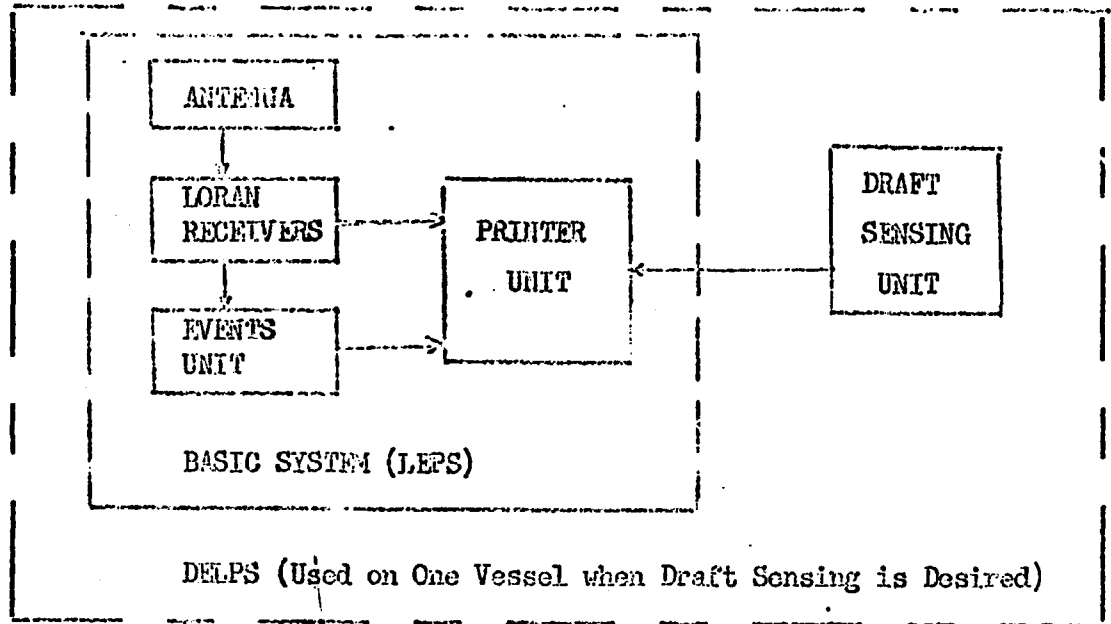 ANTENNA
LORAN
RECEIVERS
EVENTS
UNIT
PRINTER
UNIT
DRAFT
SENSING
UNIT
BASIC SYSTEM (LEPS)
DELPS (Used on One Vessel when Draft Sensing is Desired)